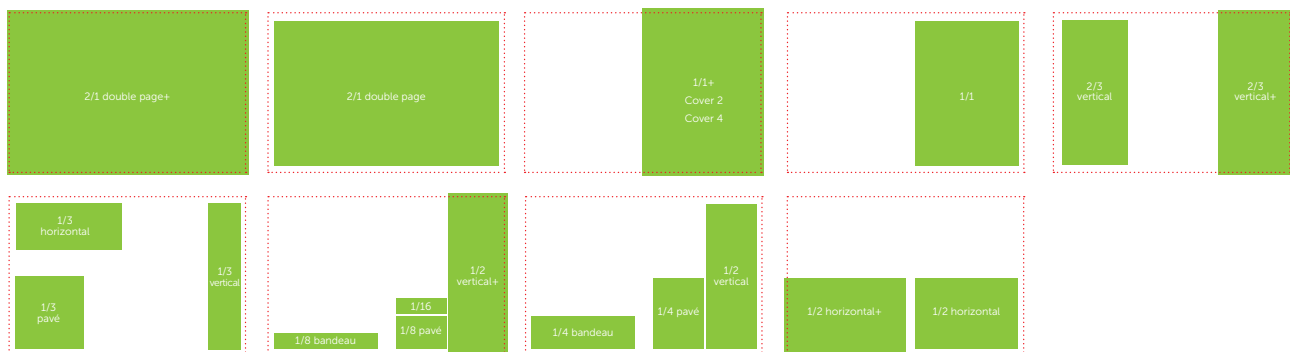 2/1 double page+
2/1 double page
1/1+
Cover 2
Cover 4
1/1
2/3
vertical
2/3
vertical+
1/3
horizontal
1/3
pavé
1/3
vertical
1/2
vertical+
1/16
1/8 pavé
1/8 bandeau
1/2
vertical
1/4 pavé
1/4 bandeau
1/2 horizontal+
1/2 horizontal